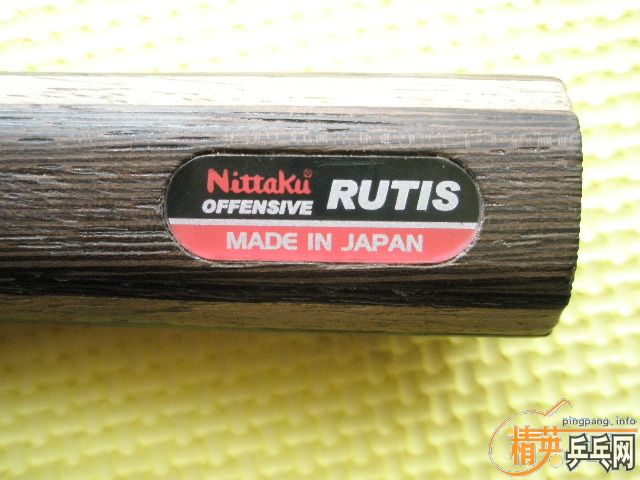 Nittaku® RUTIS
OFFENSIVE
MADE IN JAPAN
pingpang.info
精英乒乓网